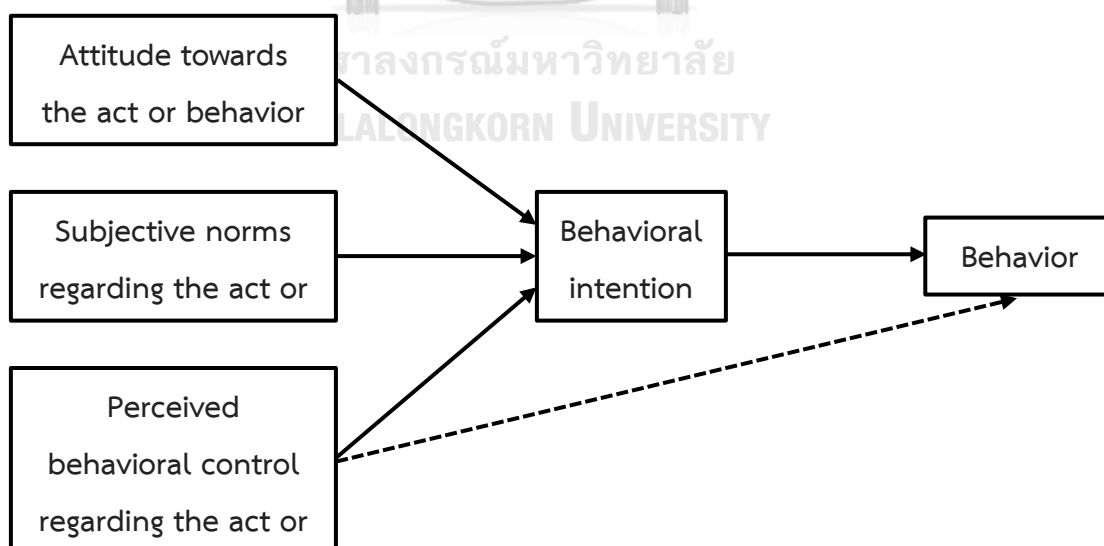 Attitude towards
the act or behavior
าลงกรณ์มหาวิทยาลัย
LALONGKORN UNIVERSITY
Subjective norms
regarding the act or
Behavioral
intention
Behavior
Perceived
behavioral control
regarding the act or